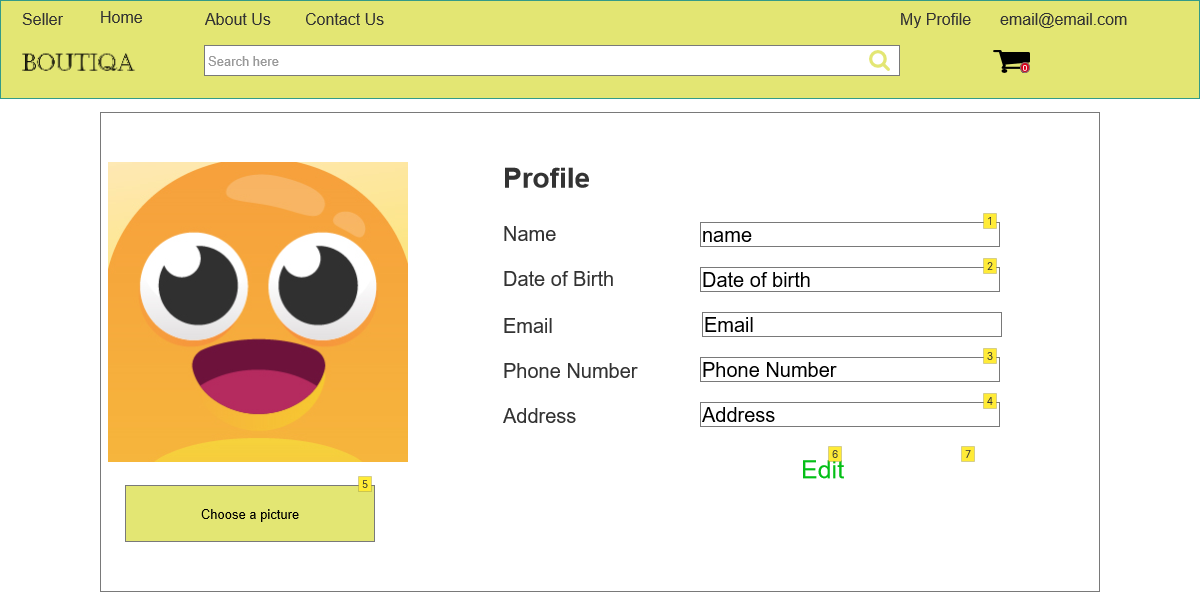 Seller Home About Us Contact Us My Profile email@email.com
BOUTIQA Search here 0
Profile
1
Name name
2
Date of Birth Date of birth
Email Email
3
Phone Number Phone Number
4
Address Address
6 7
Edit
5
Choose a picture